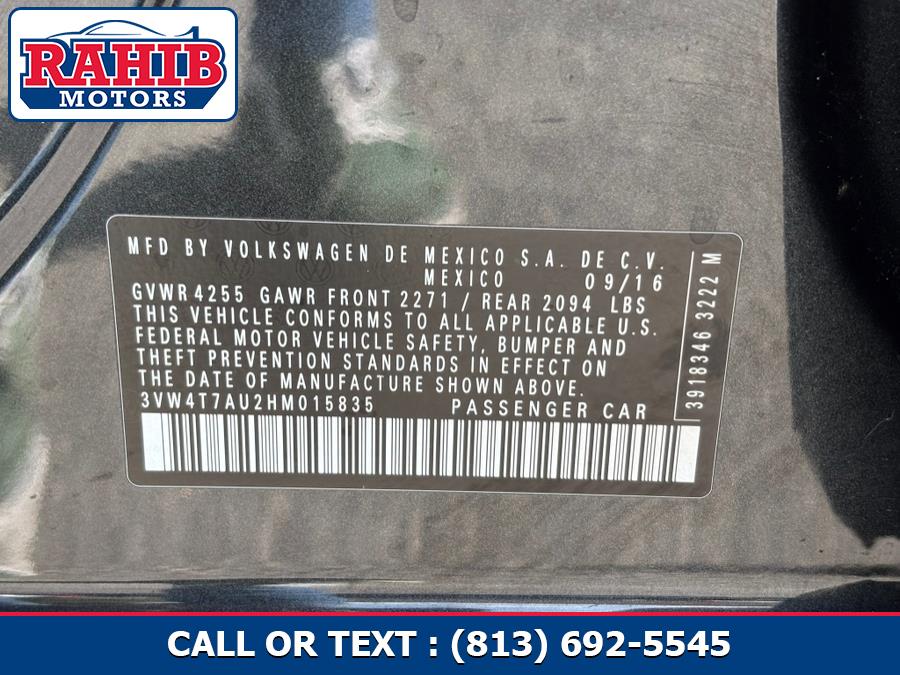 RAHIB
MOTORS
MFD BY VOLKSWAGEN DE MEXICO S.A. DE C.V.
MEXICO 09/16
GVWR 4255 GAWR FRONT 2271 / REAR 2094 LBS
THIS VEHICLE CONFORMS TO ALL APPLICABLE U.S.
FEDERAL MOTOR VEHICLE SAFETY, BUMPER AND
THEFT PREVENTION STANDARDS IN EFFECT ON
THE DATE OF MANUFACTURE SHOWN ABOVE.
3VW4T7AU2HM015835 PASSENGER CAR
3918346 3222 M
CALL OR TEXT : (813) 692-5545